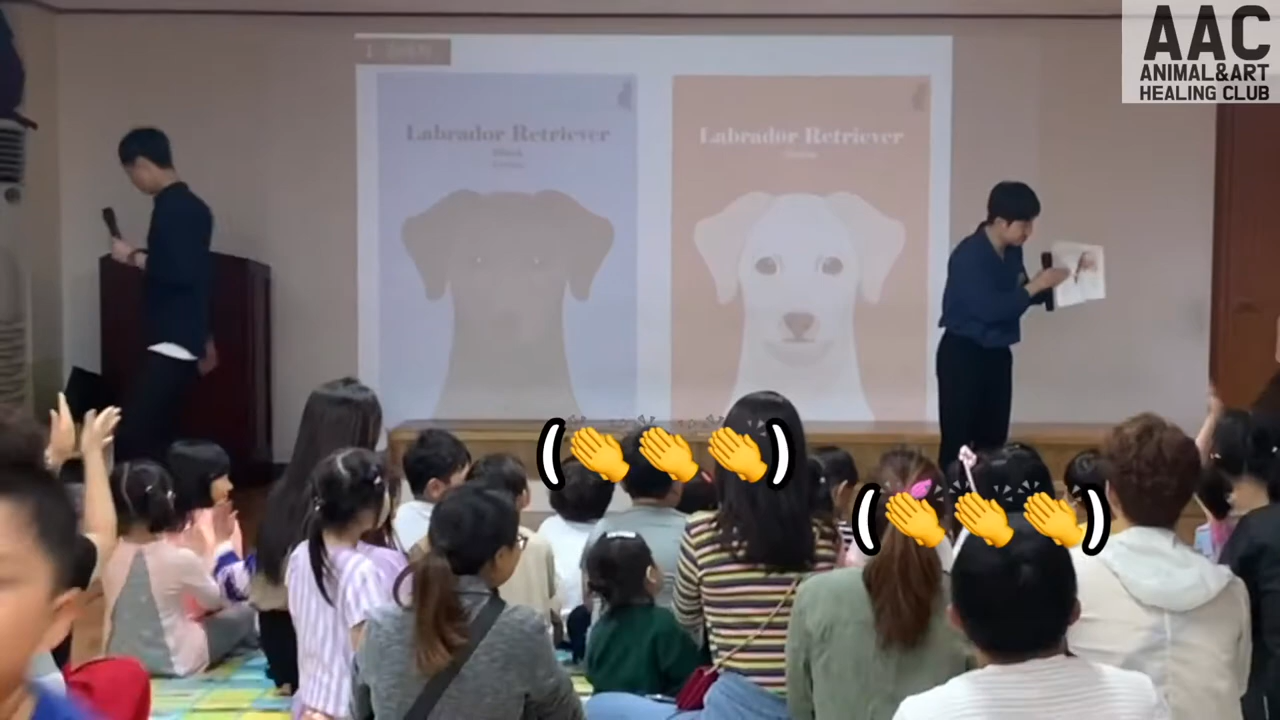 AAC
ANIMAL&ART
HEALING CLUB
Labrador Retriever
Labrador Retriever
( 👏 👏 👏 )
( 👏 👏 👏 )